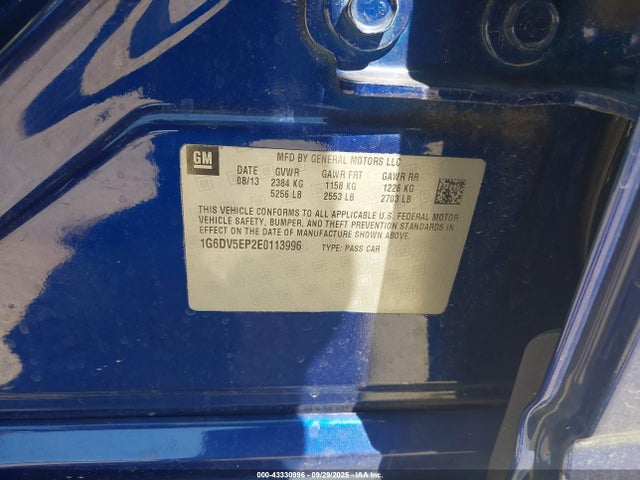 GM
MFD BY GENERAL MOTORS LLC
DATE GVWR GAWR FRT GAWR RR
08/13 2384 KG 1158 KG 1226 KG
5256 LB 2553 LB 2703 LB
THIS VEHICLE CONFORMS TO ALL APPLICABLE U.S. FEDERAL MOTOR
VEHICLE SAFETY, BUMPER, AND THEFT PREVENTION STANDARDS IN
EFFECT ON THE DATE OF MANUFACTURE SHOWN ABOVE.
1G6DV5EP2E0113996 TYPE: PASS CAR
000-43330996 - 09/29/2025 - IAAI.COM